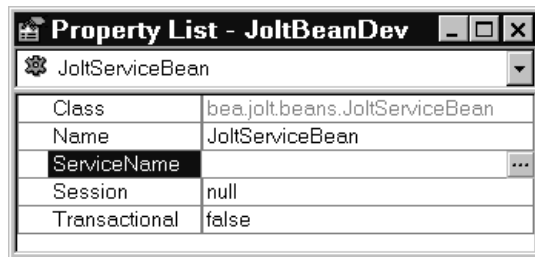 Property List - JoltBeanDev
JoltServiceBean
Class bea.jolt.beans.JoltServiceBean
Name JoltServiceBean
ServiceName ...
Session null
Transactional false